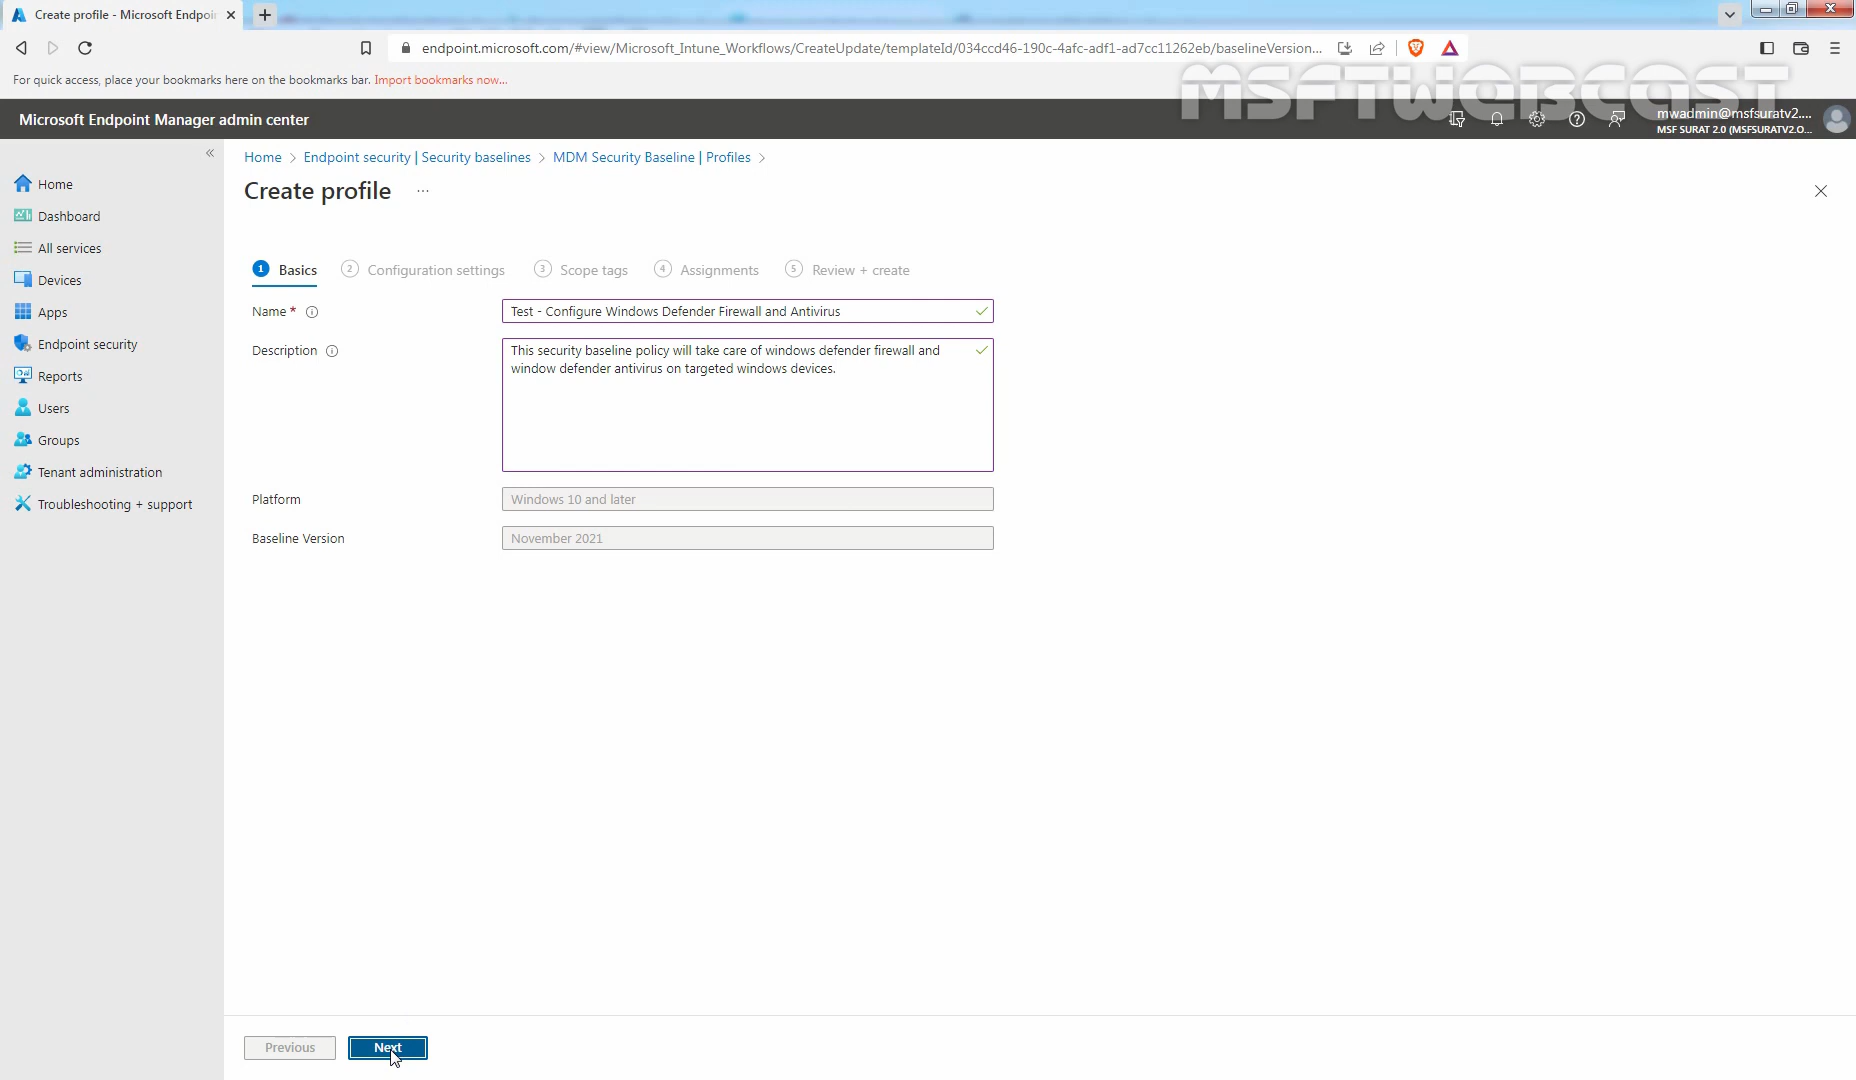 Create profile - Microsoft Endpoin
endpoint.microsoft.com/#view/Microsoft_Intune_Workflows/CreateUpdate/templateId/034ccd46-190c-4afc-adf1-ad7cc11262eb/baselineVersion...
For quick access, place your bookmarks here on the bookmarks bar. Import bookmarks now...
MSFTWEBCAST
Microsoft Endpoint Manager admin center
mwadmin@msfsuratv2....
MSF SURAT 2.0 (MSFSURATV2.O...
«
Home
Dashboard
All services
Devices
Apps
Endpoint security
Reports
Users
Groups
Tenant administration
Troubleshooting + support
Home > Endpoint security | Security baselines > MDM Security Baseline | Profiles >
Create profile ...
1 Basics 2 Configuration settings 3 Scope tags 4 Assignments 5 Review + create
Name * Test - Configure Windows Defender Firewall and Antivirus
Description This security baseline policy will take care of windows defender firewall and
window defender antivirus on targeted windows devices.
Platform Windows 10 and later
Baseline Version November 2021
Previous Next